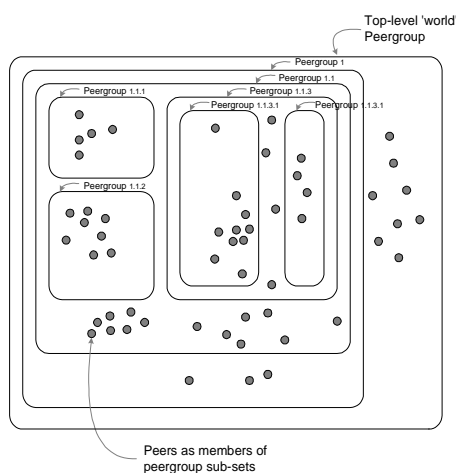 Top-level 'world'
Peergroup
Peergroup 1
Peergroup 1.1
Peergroup 1.1.1
Peergroup 1.1.3
Peergroup 1.1.3.1
Peergroup 1.1.3.1
Peergroup 1.1.2
Peers as members of
peergroup sub-sets